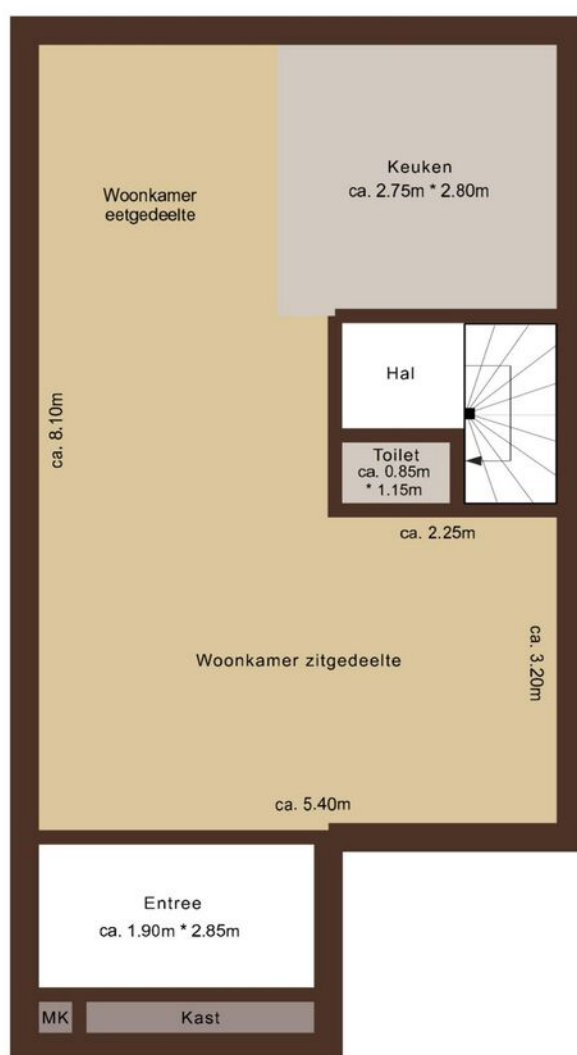 Keuken
ca. 2.75m * 2.80m
Woonkamer
eetgedeelte
Hal
ca. 8.10m
Toilet
ca. 0.85m
* 1.15m
ca. 2.25m
Woonkamer zitgedeelte
ca. 3.20m
ca. 5.40m
Entree
ca. 1.90m * 2.85m
MK
Kast